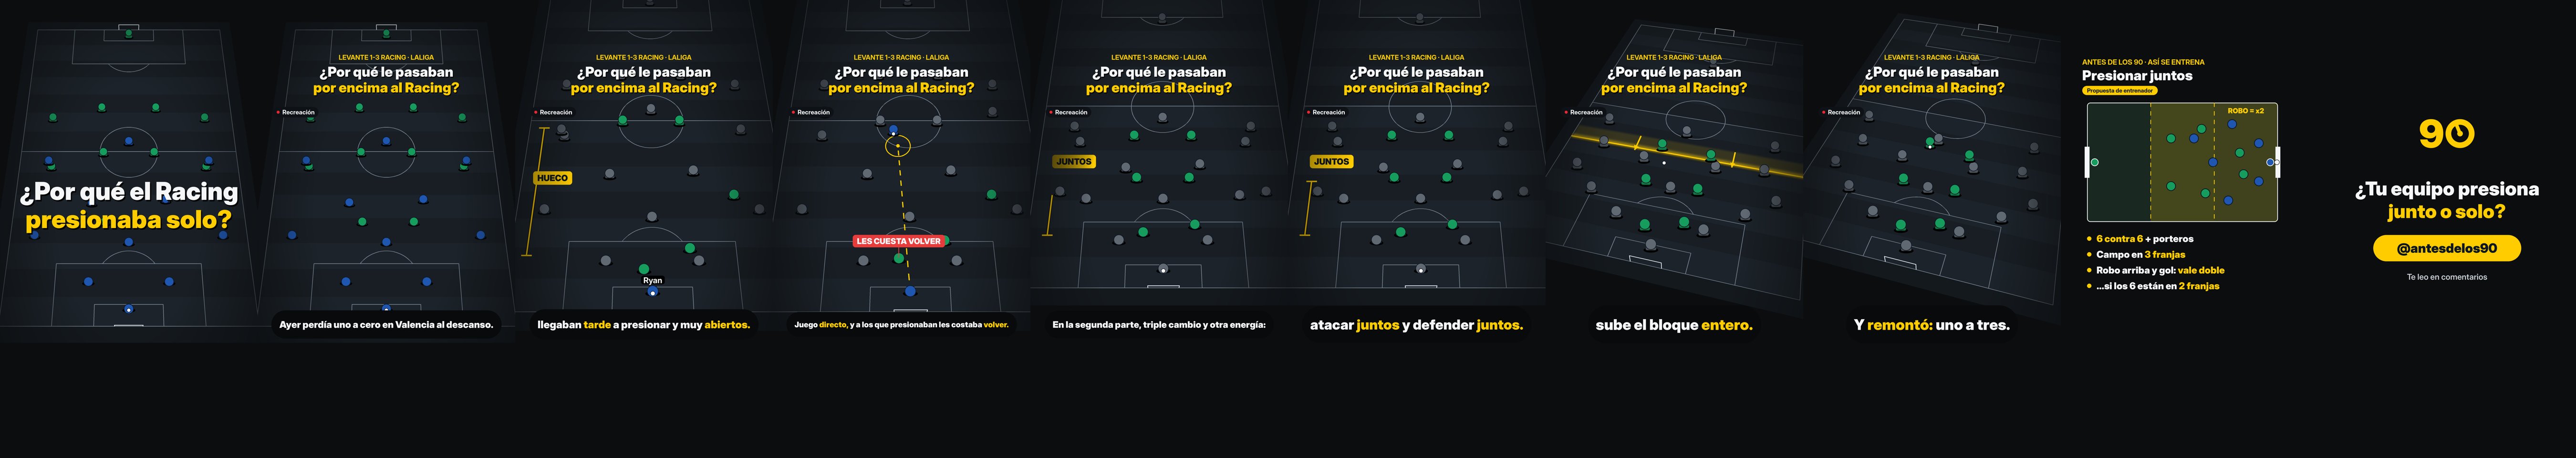 ¿Por qué el Racing
presionaba solo?
LEVANTE 1-3 RACING · LALIGA
¿Por qué le pasaban
por encima al Racing?
Recreación
Ayer perdía uno a cero en Valencia al descanso.
LEVANTE 1-3 RACING · LALIGA
¿Por qué le pasaban
por encima al Racing?
Recreación
HUECO
Ryan
llegaban tarde a presionar y muy abiertos.
LEVANTE 1-3 RACING · LALIGA
¿Por qué le pasaban
por encima al Racing?
Recreación
LES CUESTA VOLVER
Juego directo, y a los que presionaban les costaba volver.
LEVANTE 1-3 RACING · LALIGA
¿Por qué le pasaban
por encima al Racing?
Recreación
JUNTOS
En la segunda parte, triple cambio y otra energía:
LEVANTE 1-3 RACING · LALIGA
¿Por qué le pasaban
por encima al Racing?
Recreación
JUNTOS
atacar juntos y defender juntos.
LEVANTE 1-3 RACING · LALIGA
¿Por qué le pasaban
por encima al Racing?
Recreación
sube el bloque entero.
LEVANTE 1-3 RACING · LALIGA
¿Por qué le pasaban
por encima al Racing?
Recreación
Y remontó: uno a tres.
ANTES DE LOS 90 · ASÍ SE ENTRENA
Presionar juntos
Propuesta de entrenador
ROBO = x2
6 contra 6 + porteros
Campo en 3 franjas
Robo arriba y gol: vale doble
...si los 6 están en 2 franjas
90
¿Tu equipo presiona
junto o solo?
@antesdelos90
Te leo en comentarios